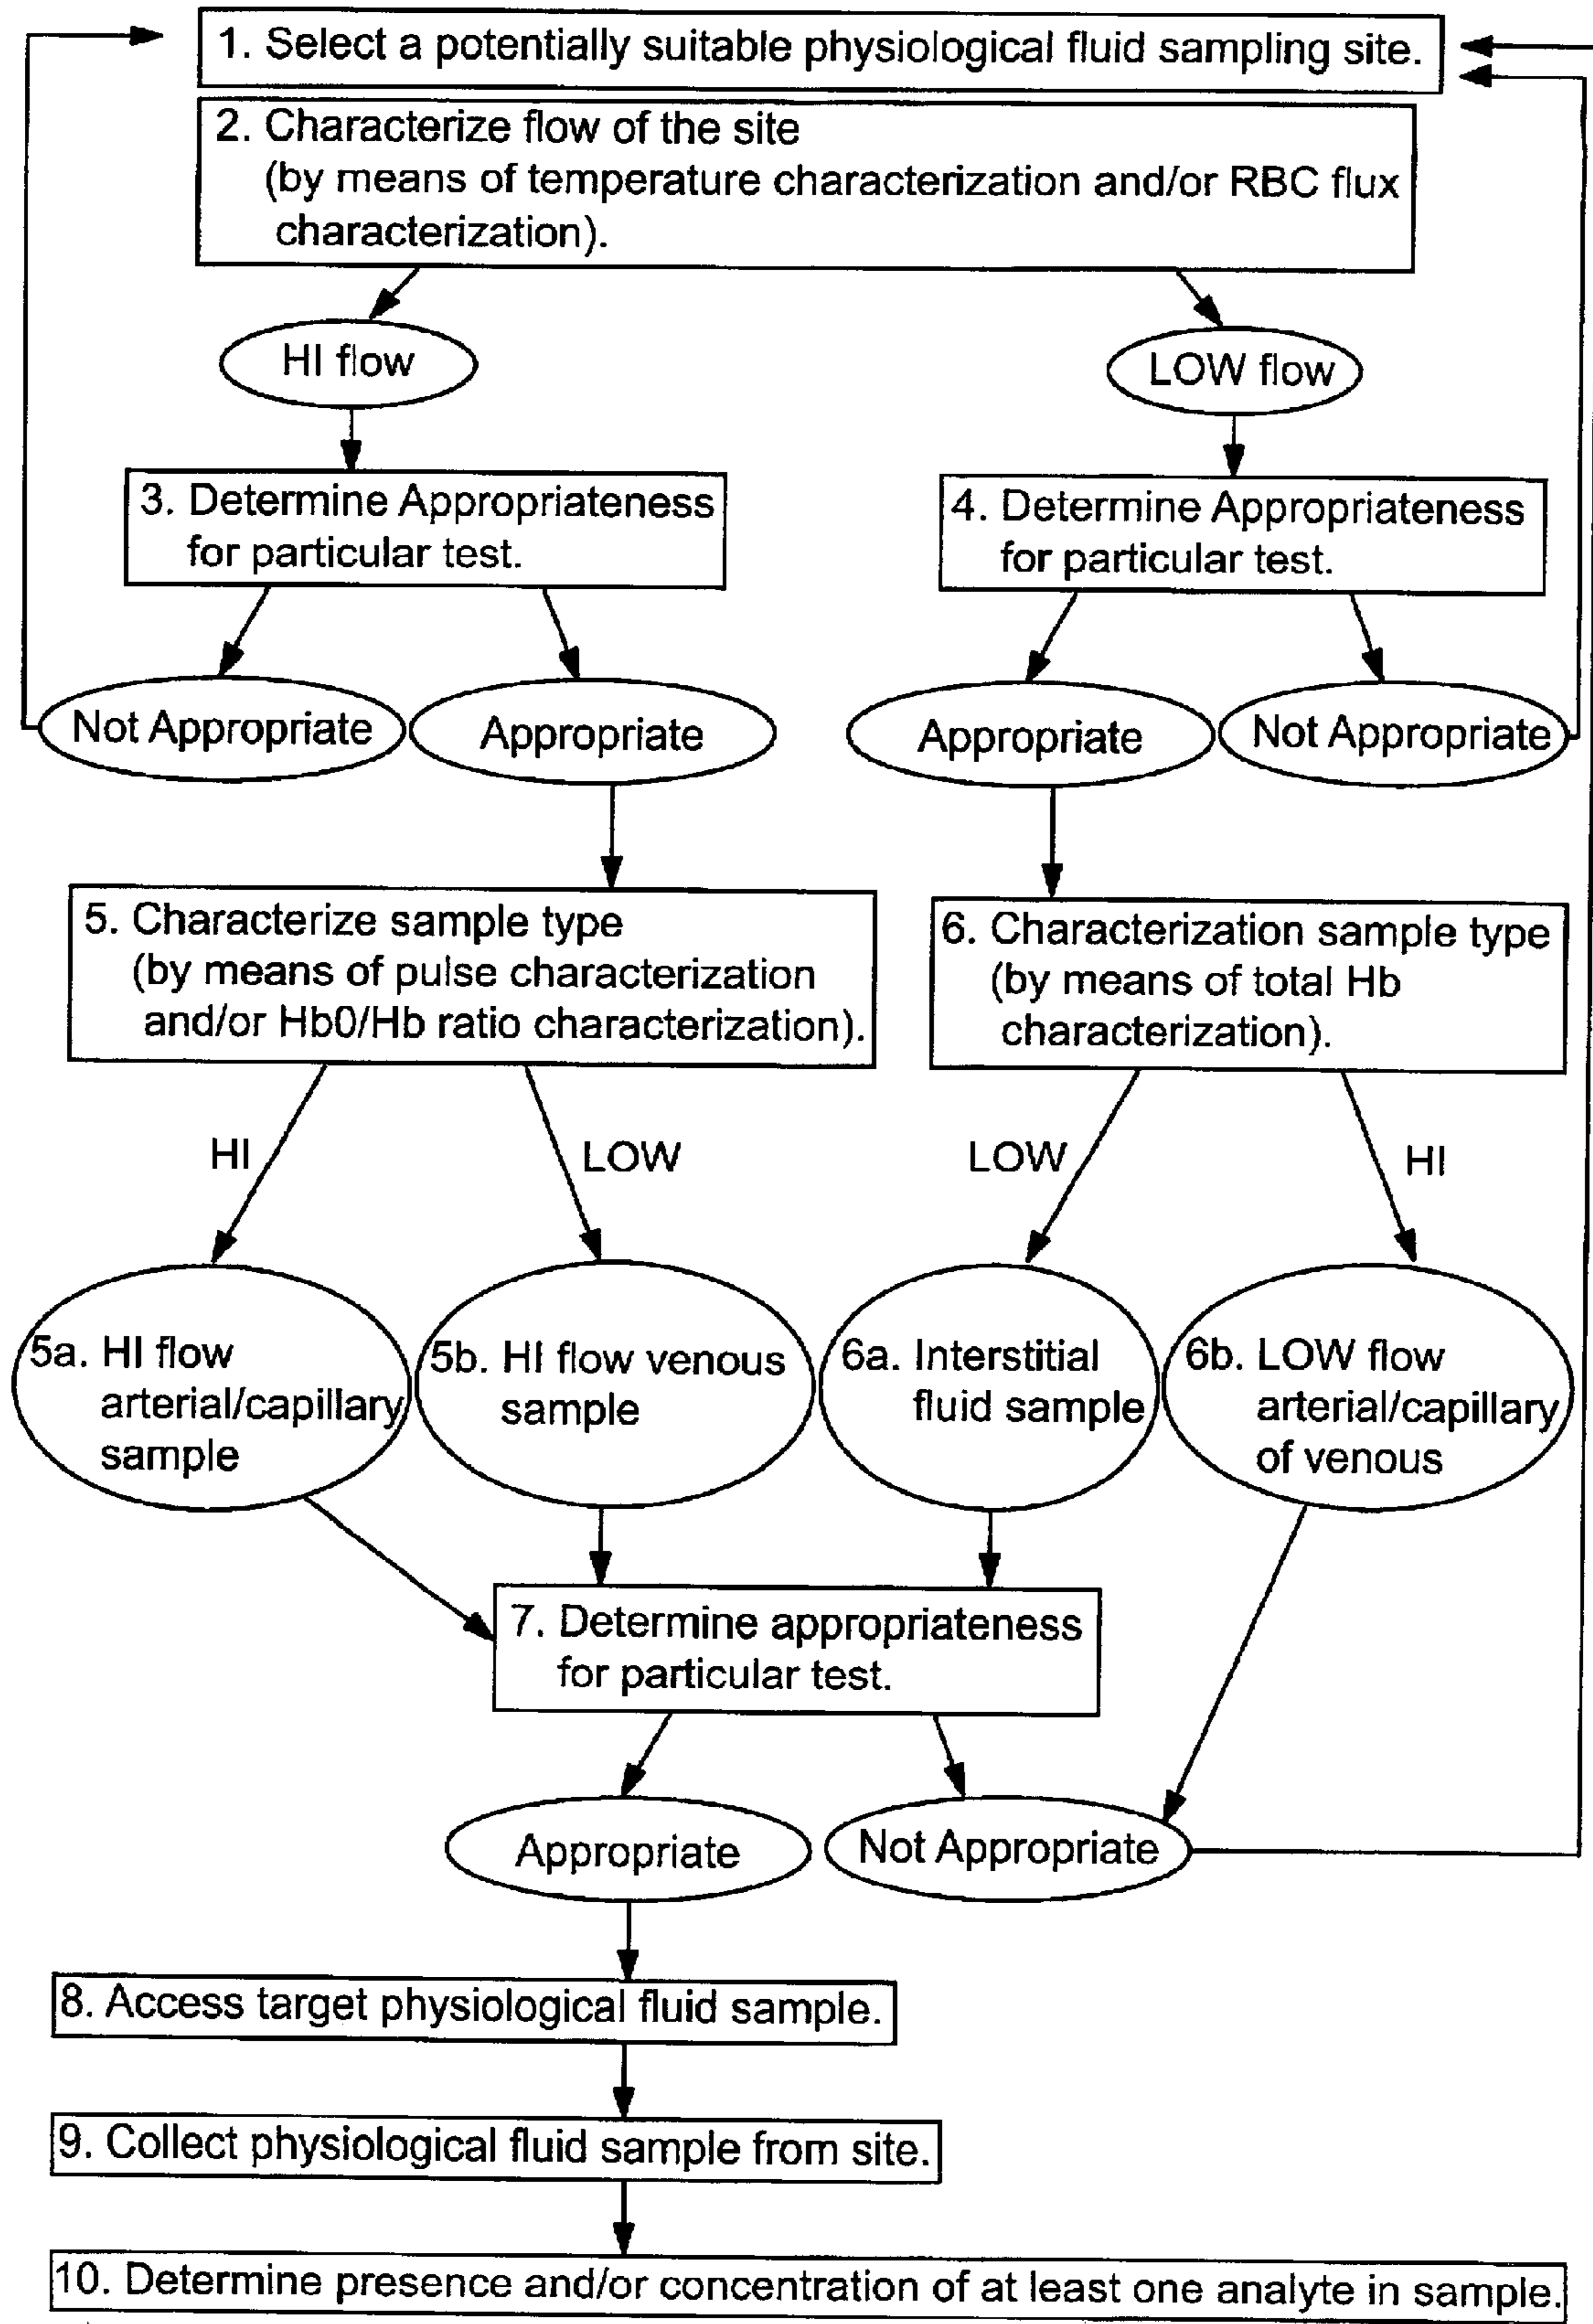 1. Select a potentially suitable physiological fluid sampling site.
2. Characterize flow of the site
(by means of temperature characterization and/or RBC flux
characterization).
HI flow
LOW flow
3. Determine Appropriateness
for particular test.
4. Determine Appropriateness
for particular test.
Not Appropriate
Appropriate
Appropriate
Not Appropriate
5. Characterize sample type
(by means of pulse characterization
and/or Hb0/Hb ratio characterization).
6. Characterization sample type
(by means of total Hb
characterization).
HI
LOW
LOW
HI
5a. HI flow
arterial/capillary
sample
5b. HI flow venous
sample
6a. Interstitial
fluid sample
6b. LOW flow
arterial/capillary
of venous
7. Determine appropriateness
for particular test.
Appropriate
Not Appropriate
8. Access target physiological fluid sample.
9. Collect physiological fluid sample from site.
10. Determine presence and/or concentration of at least one analyte in sample.